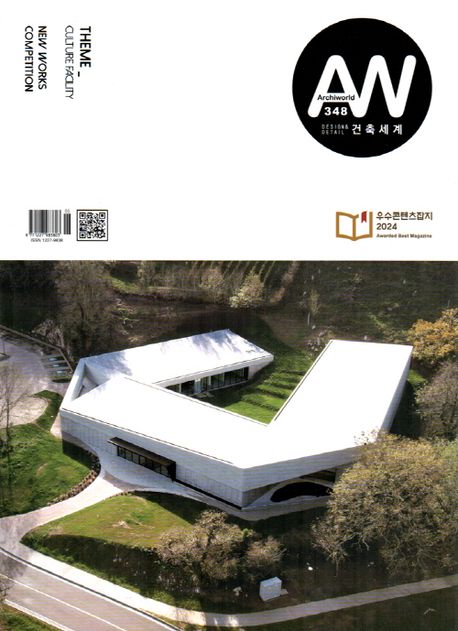 THEME_
CULTURE FACILITY
NEW WORKS
COMPETITION
AW
Archiworld
348
DESIGN&
DETAIL
건축세계
우수콘텐츠잡지
2024
Awarded Best Magazine
ISSN 1227-9838